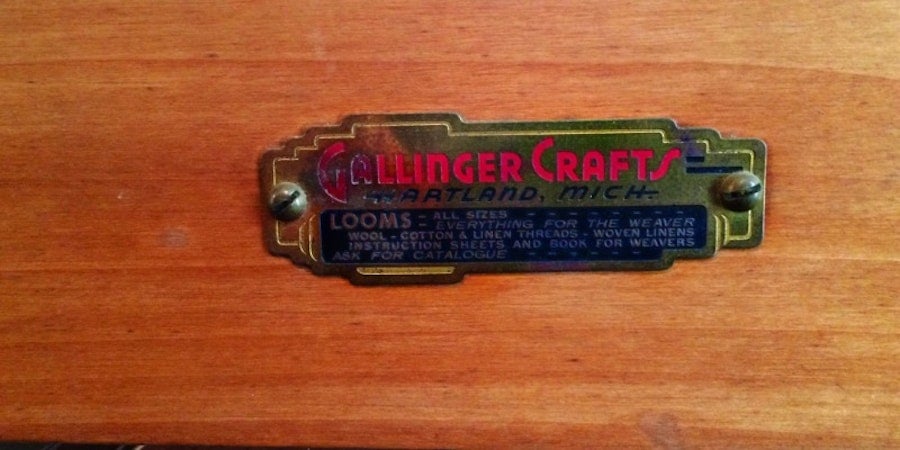 GALLINGER CRAFTS
HARTLAND, MICH.
LOOMS - ALL SIZES - - - - - - - -
- EVERYTHING FOR THE WEAVER
WOOL - COTTON & LINEN THREADS - WOVEN LINENS
INSTRUCTION SHEETS AND BOOK FOR WEAVERS
ASK FOR CATALOGUE - - - - - - -